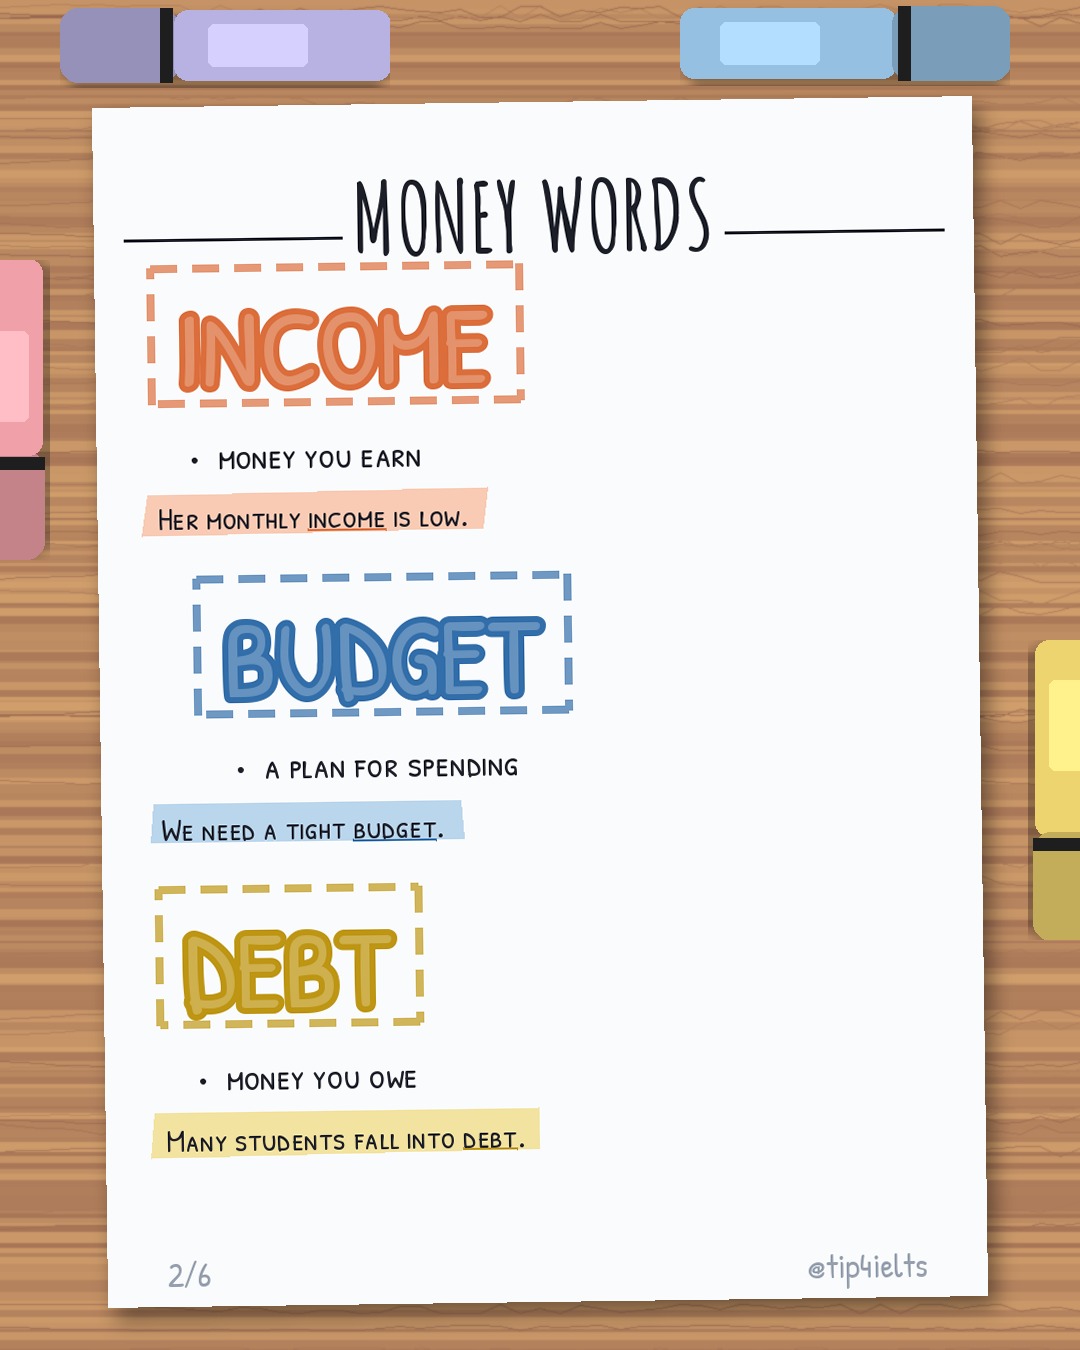 MONEY WORDS
INCOME
• MONEY YOU EARN
HER MONTHLY INCOME IS LOW.
BUDGET
• A PLAN FOR SPENDING
WE NEED A TIGHT BUDGET.
DEBT
• MONEY YOU OWE
MANY STUDENTS FALL INTO DEBT.
2/6
@tip4ielts